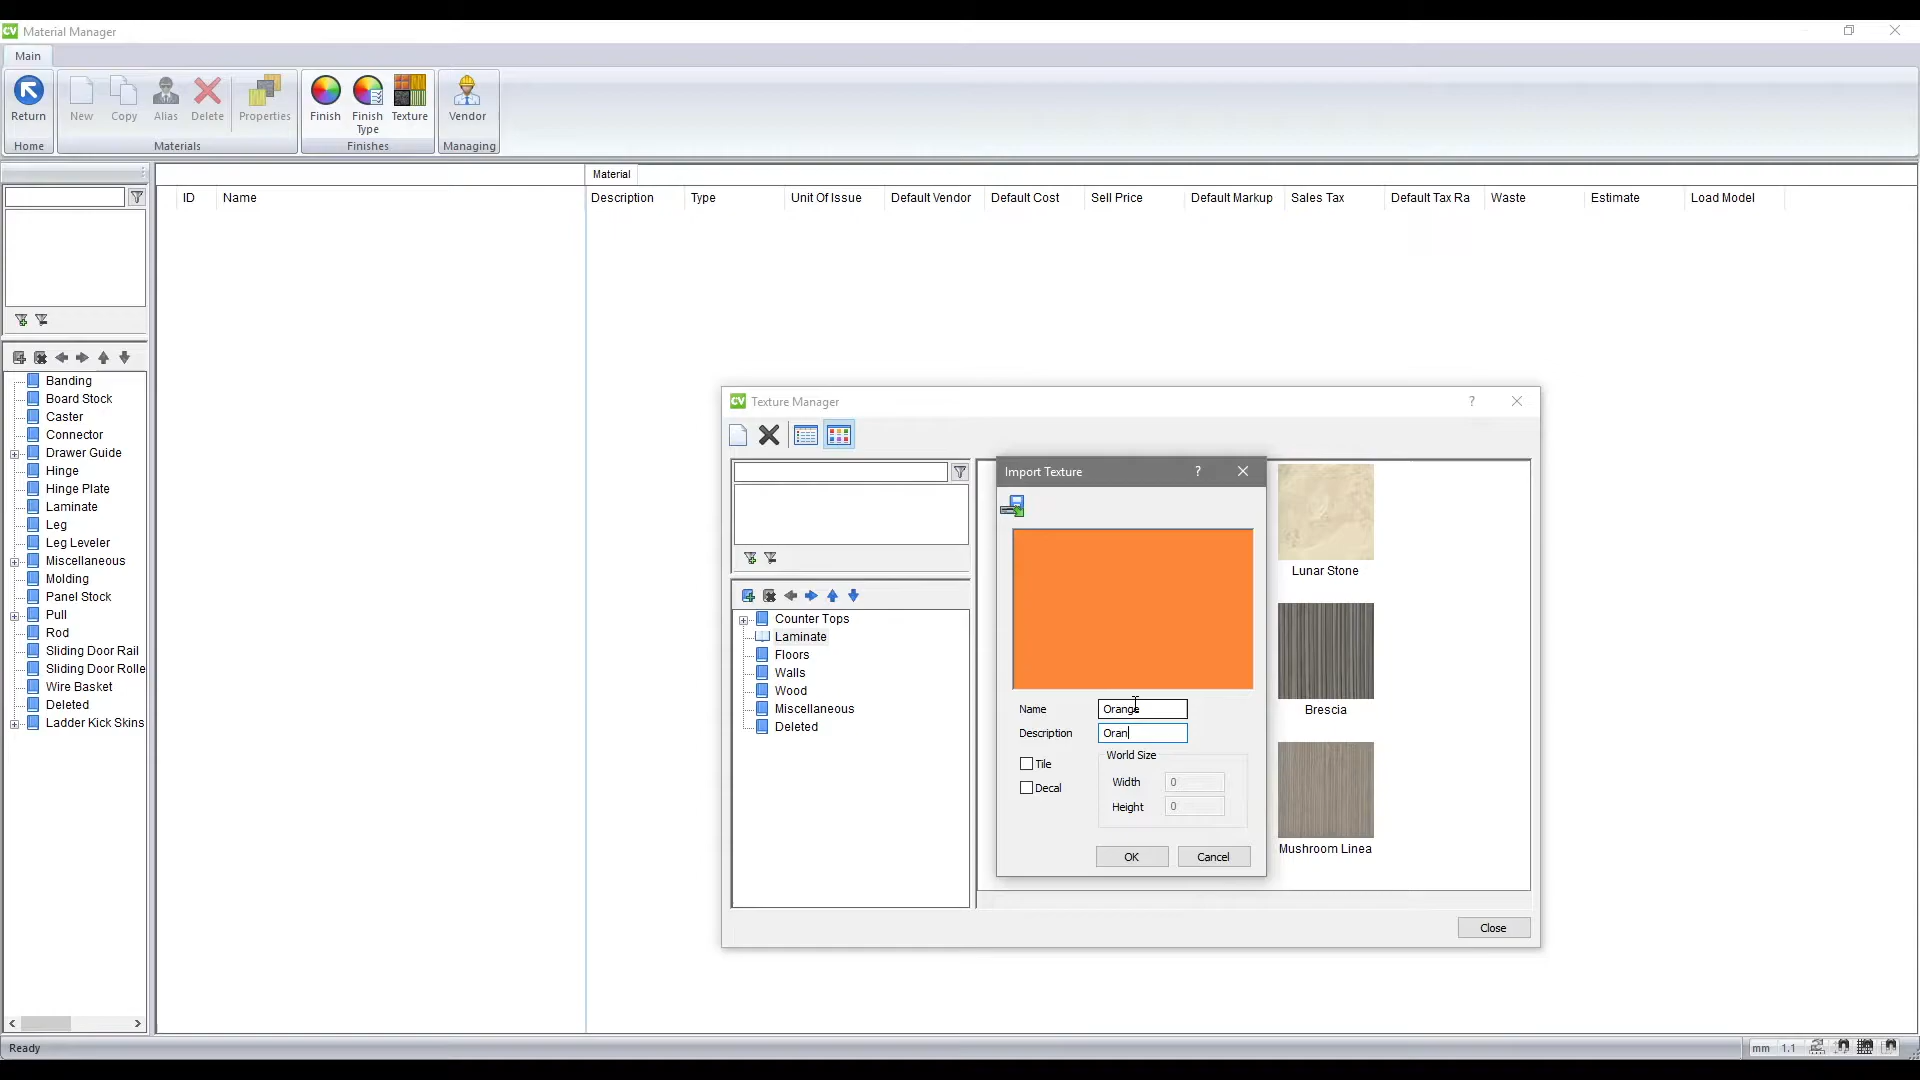 CV Material Manager
Main
Return
New
Copy
Alias
Delete
Properties
Finish
Finish Type
Texture
Vendor
Home
Materials
Finishes
Managing
Material
ID
Name
Description
Type
Unit Of Issue
Default Vendor
Default Cost
Sell Price
Default Markup
Sales Tax
Default Tax Ra
Waste
Estimate
Load Model
Banding
Board Stock
Caster
Connector
Drawer Guide
Hinge
Hinge Plate
Laminate
Leg
Leg Leveler
Miscellaneous
Molding
Panel Stock
Pull
Rod
Sliding Door Rail
Sliding Door Rolle
Wire Basket
Deleted
Ladder Kick Skins
CV Texture Manager
?
Counter Tops
Laminate
Floors
Walls
Wood
Miscellaneous
Deleted
Import Texture
?
Name Orange
Description Oran
Tile
Decal
World Size
Width 0
Height 0
OK
Cancel
Lunar Stone
Brescia
Mushroom Linea
Close
Ready
mm 1.1